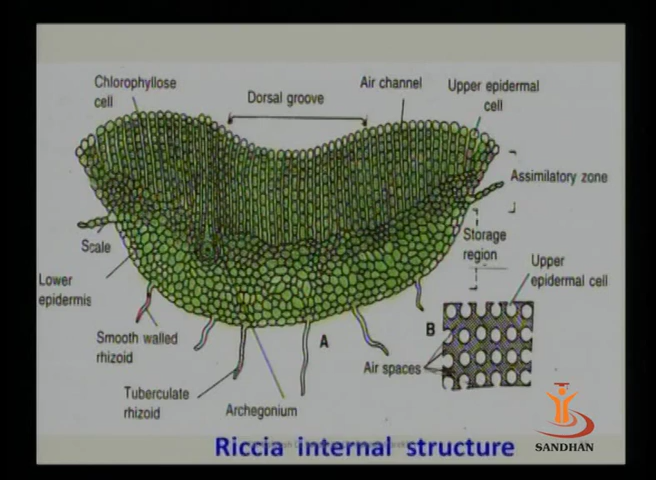 Chlorophyllose
cell
Dorsal groove
Air channel
Upper epidermal
cell
Assimilatory zone
Scale
Storage
region
Lower
epidermis
Upper
epidermal cell
Smooth walled
rhizoid
A
B
Air spaces
Tuberculate
rhizoid
Archegonium
Riccia internal structure
SANDHAN